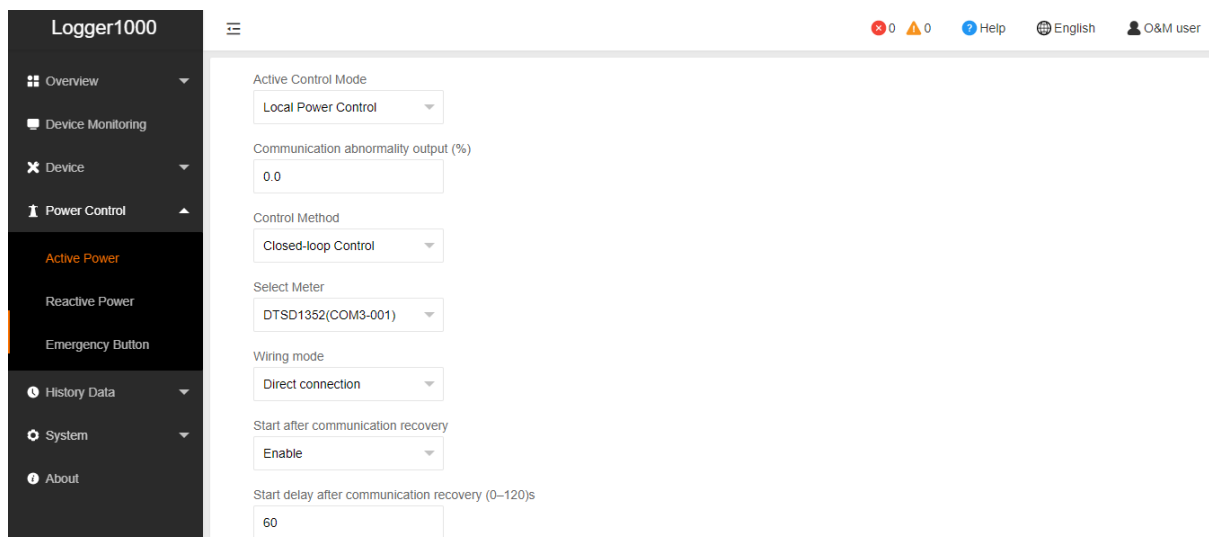 Logger1000
0 0 Help English O&M user
Overview
Device Monitoring
Device
Power Control
Active Power
Reactive Power
Emergency Button
History Data
System
About
Active Control Mode
Local Power Control
Communication abnormality output (%)
0.0
Control Method
Closed-loop Control
Select Meter
DTSD1352(COM3-001)
Wiring mode
Direct connection
Start after communication recovery
Enable
Start delay after communication recovery (0–120)s
60